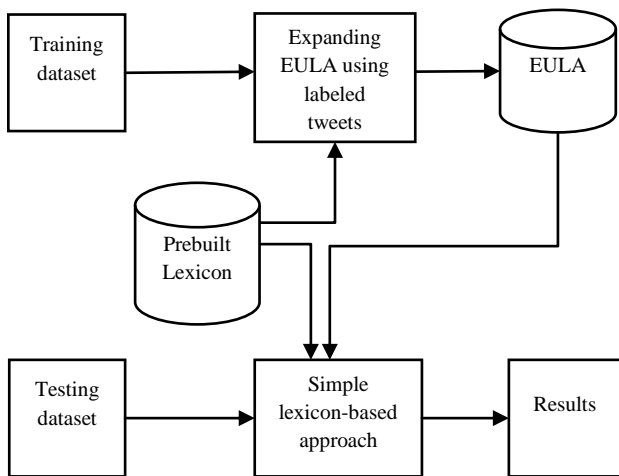 Training
dataset
Expanding
EULA using
labeled
tweets
EULA
Prebuilt
Lexicon
Testing
dataset
Simple
lexicon-based
approach
Results